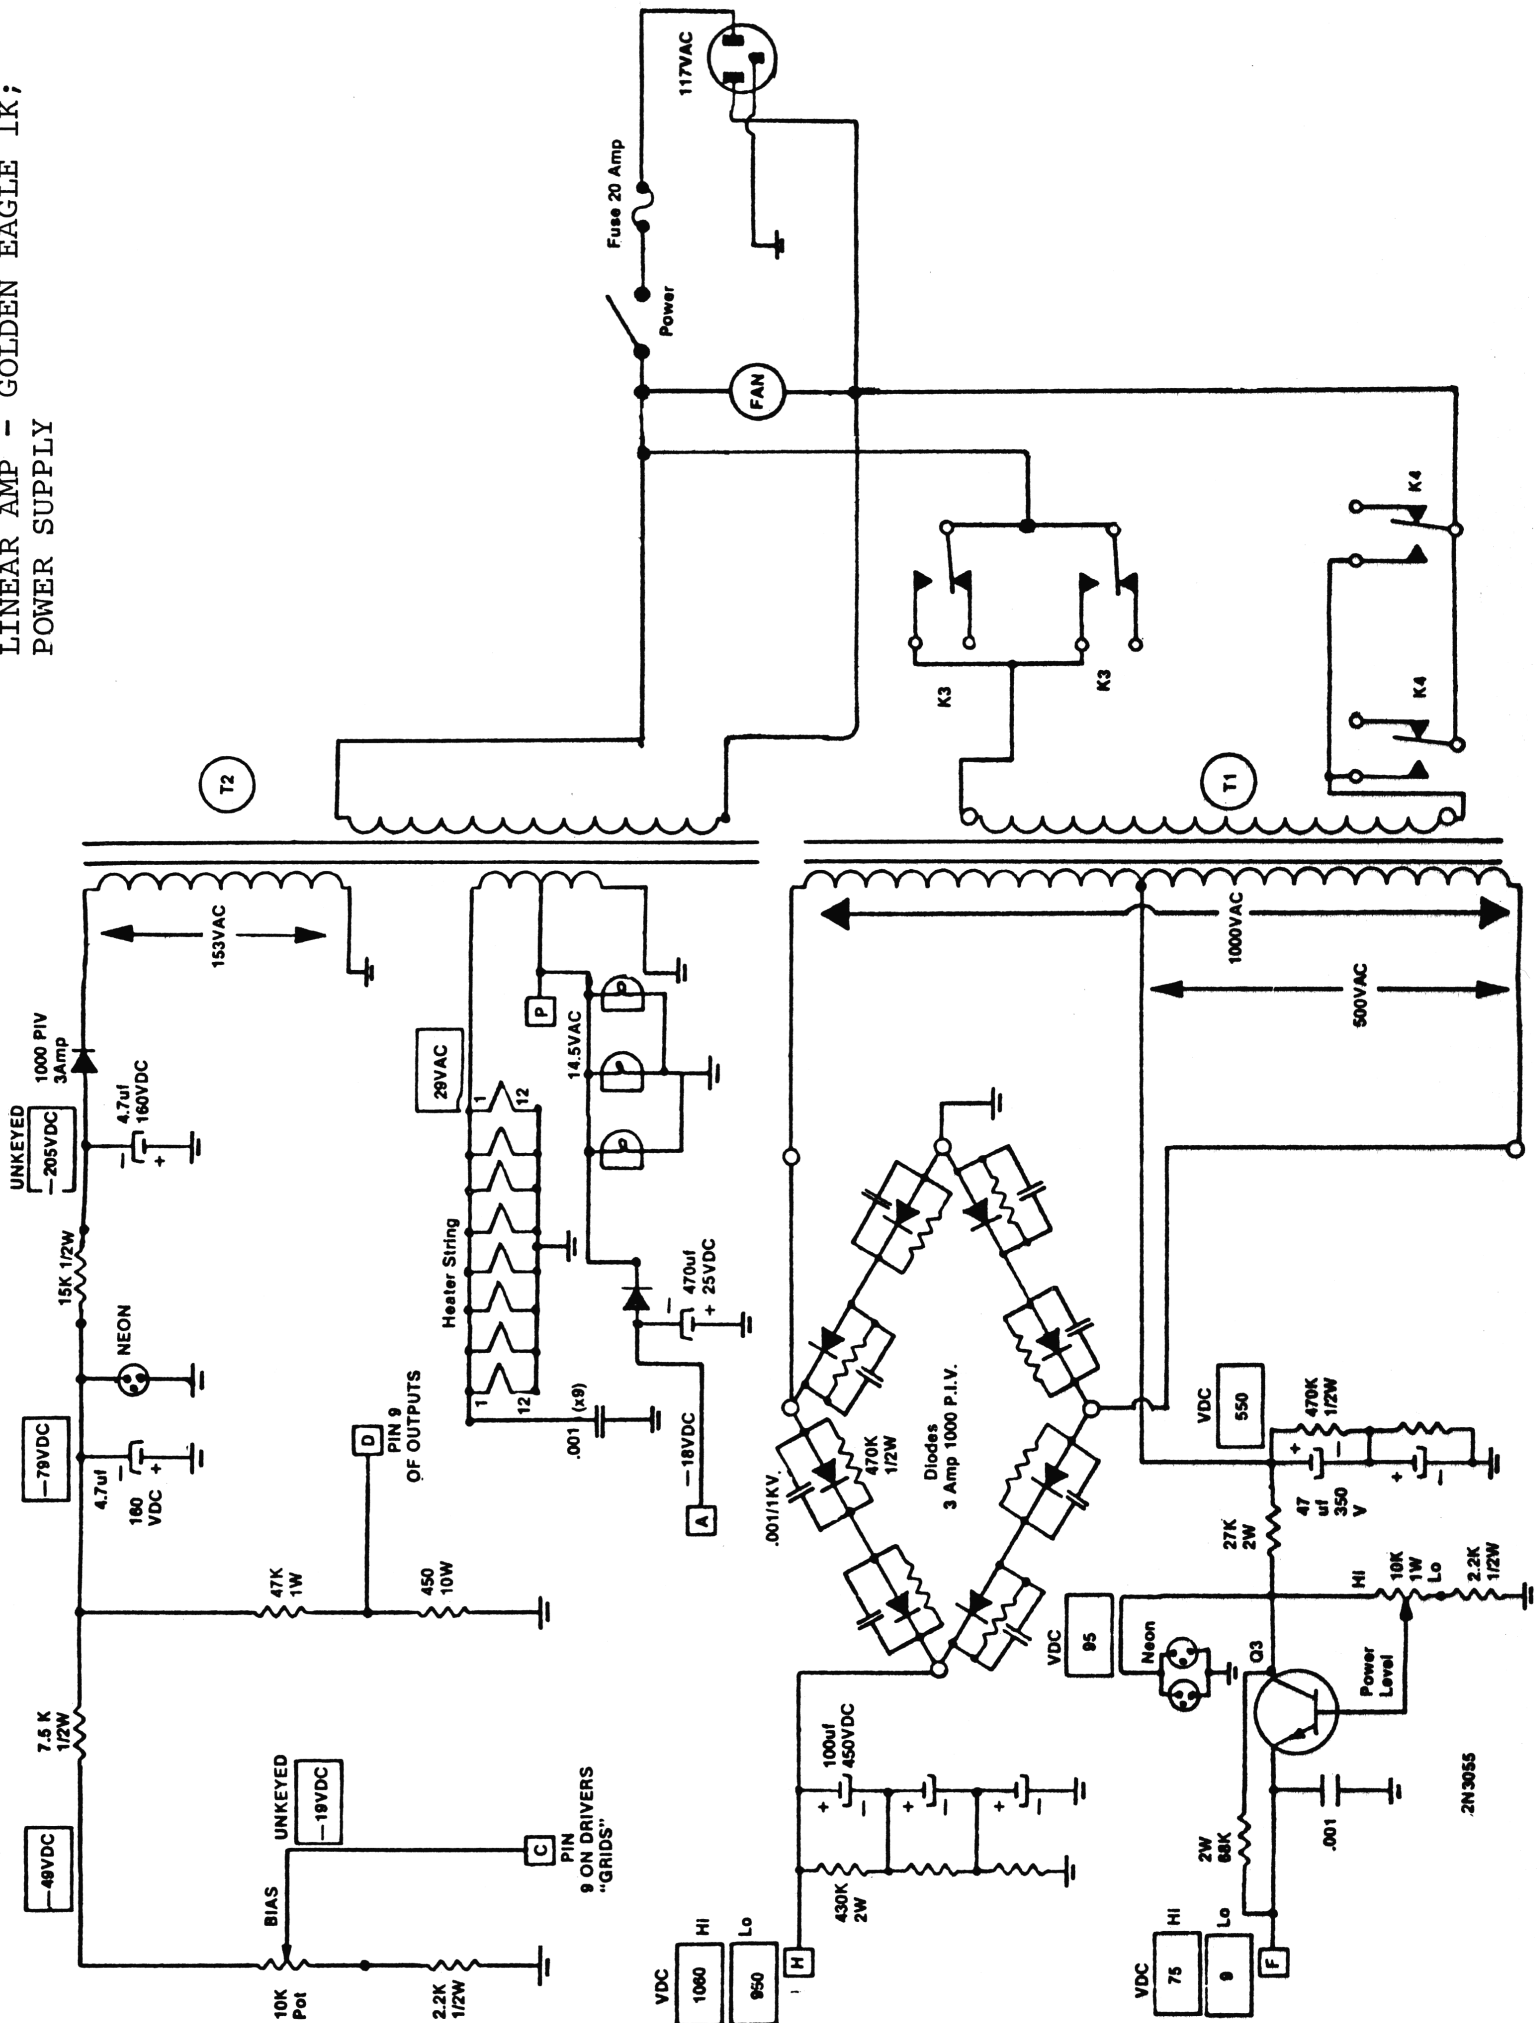 LINEAR AMP - GOLDEN EAGLE 1K;
POWER SUPPLY
117VAC
Fuse 20 Amp
Power
FAN
K3
K3
K4
K4
T2
T1
153VAC
1000 PIV
3Amp
UNKEYED
—205VDC
4.7uf
160VDC
−
+
15K 1/2W
NEON
—79VDC
4.7uf
160
VDC
−
+
7.5 K
1/2W
—49VDC
47K
1W
450
10W
D
PIN 9
OF OUTPUTS
UNKEYED
—19VDC
BIAS
C
PIN
9 ON DRIVERS
"GRIDS"
10K
Pot
2.2K
1/2W
29VAC
Heater String
1
12
1
12
P
14.5VAC
470uf
25VDC
−
+
.001 (x9)
—18VDC
A
1000VAC
500VAC
.001/1KV.
470K
1/2W
Diodes
3 Amp 1000 P.I.V.
100uf
450VDC
+
−
+
−
+
−
430K
2W
VDC
1060
Hi
950
Lo
H
VDC
550
470K
1/2W
+
−
+
−
47
uf
350
V
27K
2W
VDC
95
Neon
Hi
10K
1W
Lo
2.2K
1/2W
Q3
Power
Level
2N3055
2W
68K
.001
VDC
75
Hi
9
Lo
F